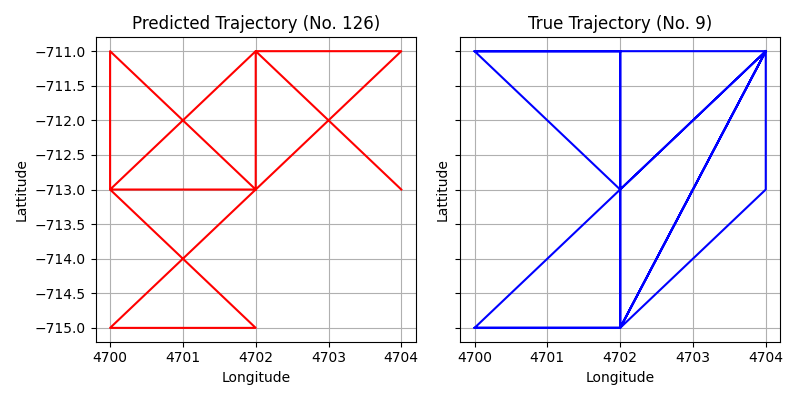 Predicted Trajectory (No. 126)
True Trajectory (No. 9)
−711.0
−711.5
−712.0
−712.5
−713.0
−713.5
−714.0
−714.5
−715.0
Lattitude
Lattitude
4700 4701 4702 4703 4704
4700 4701 4702 4703 4704
Longitude
Longitude